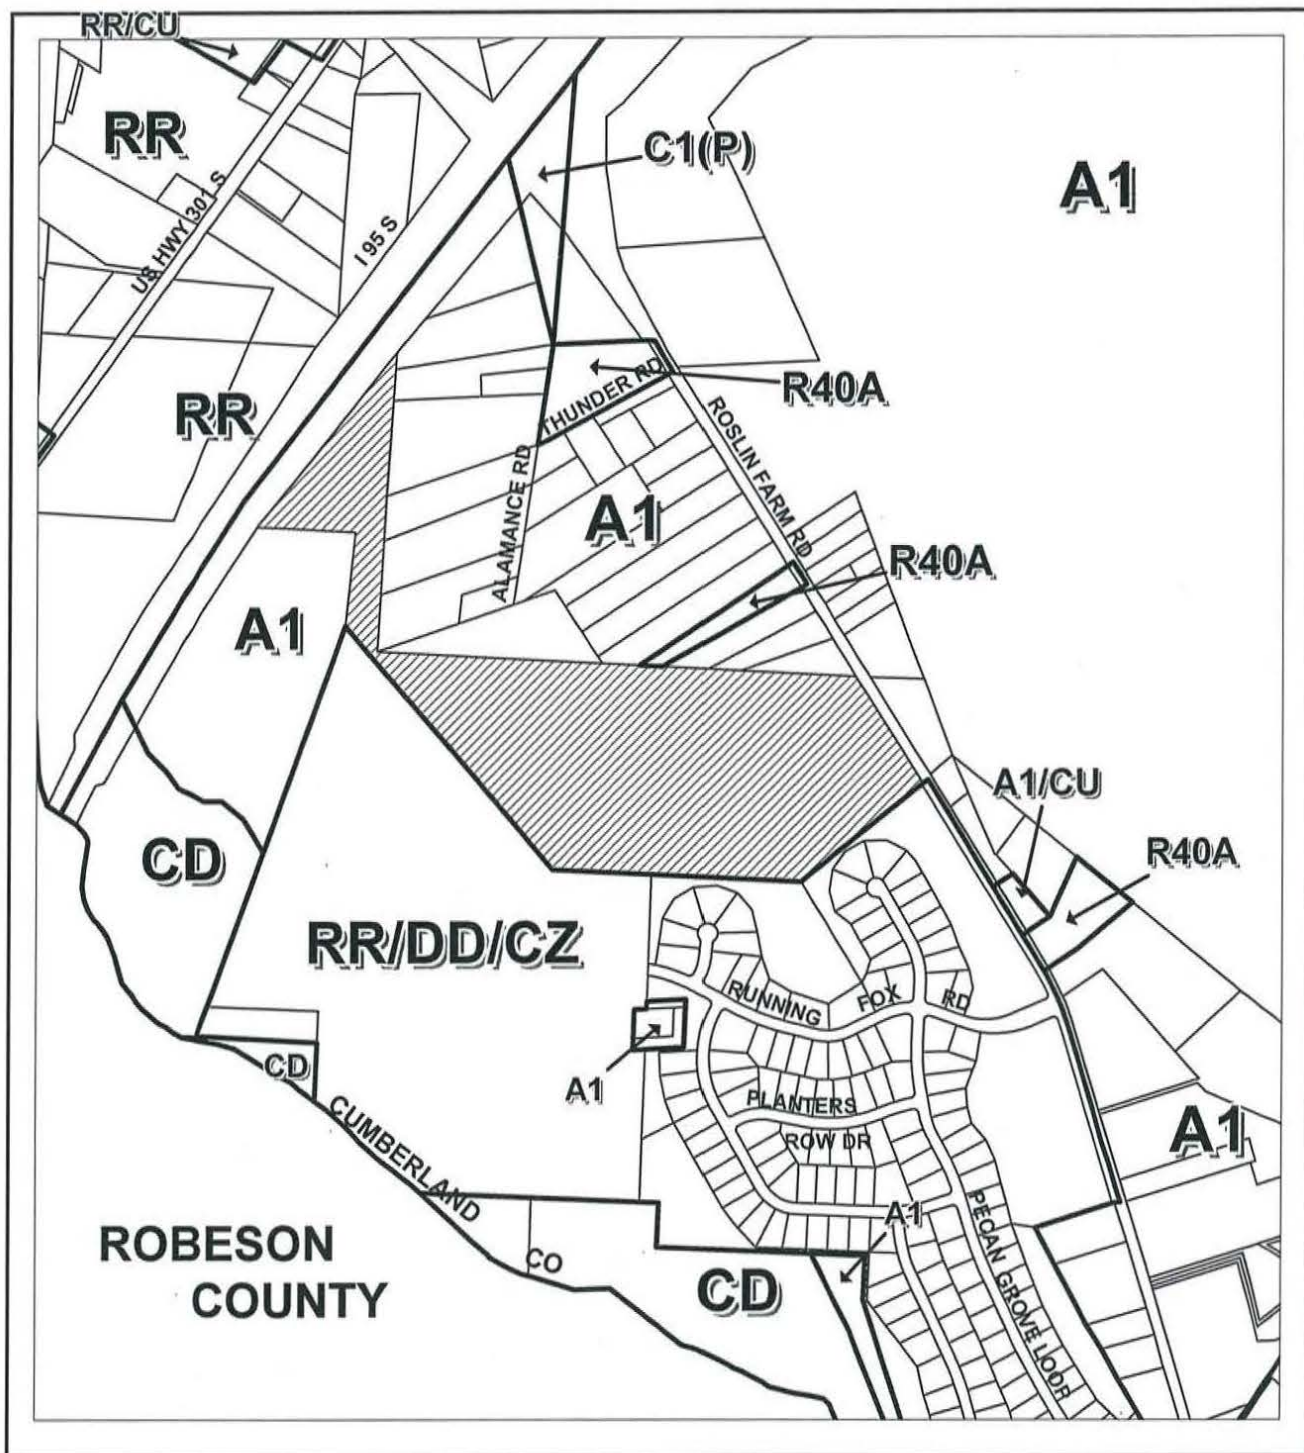 RR/CU
RR
C1(P)
A1
US HWY 301 S
I 95 S
R40A
THUNDER RD
RR
ROSLIN FARM RD
ALAMANCE RD
A1
R40A
A1
A1/CU
R40A
CD
RR/DD/CZ
RUNNING FOX RD
CD
A1
PLANTERS
ROW DR
CUMBERLAND CO
A1
A1
PECAN GROVE LOOP
ROBESON
COUNTY
CD